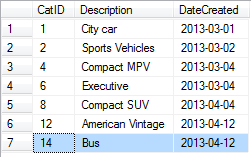 CatID Description DateCreated
1 1 City car 2013-03-01
2 2 Sports Vehicles 2013-03-02
3 4 Compact MPV 2013-03-04
4 6 Executive 2013-03-04
5 8 Compact SUV 2013-04-04
6 12 American Vintage 2013-04-12
7 14 Bus 2013-04-12